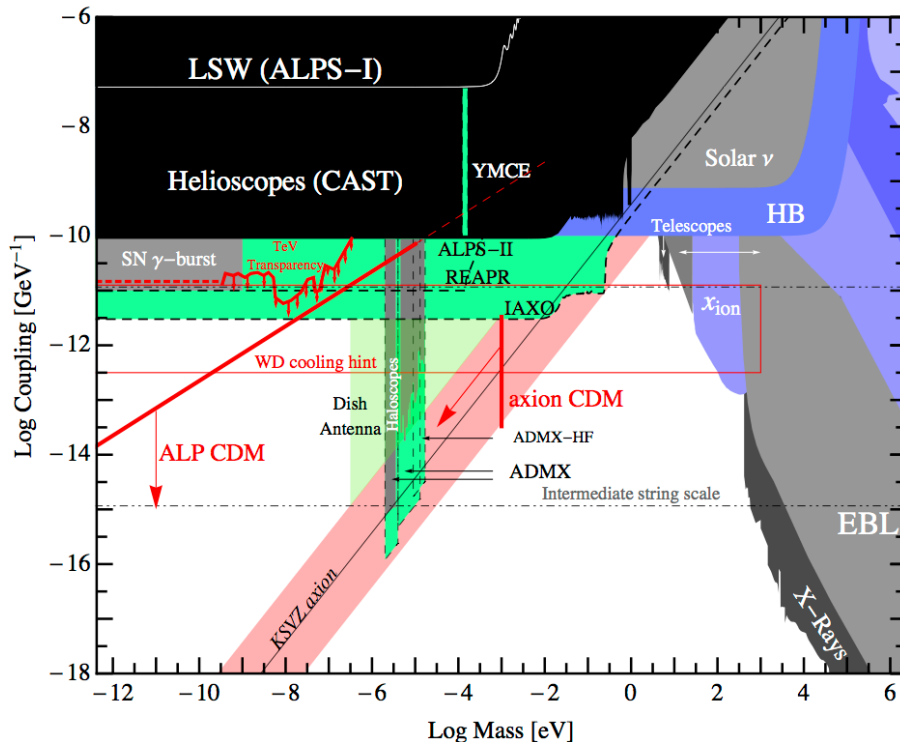 -6
LSW (ALPS-I)
-8
YMCE
Solar ν
Helioscopes (CAST)
Telescopes
HB
-10
ALPS-II
TeV
Transparency
SN γ-burst
REAPR
IAXO
x_ion
-12
WD cooling hint
Haloscopes
Dish
Antenna
axion CDM
ADMX-HF
-14
ALP CDM
ADMX
Intermediate string scale
EBL
-16
KSVZ axion
X-Rays
-18
-12 -10 -8 -6 -4 -2 0 2 4 6
Log Mass [eV]
Log Coupling [GeV⁻¹]